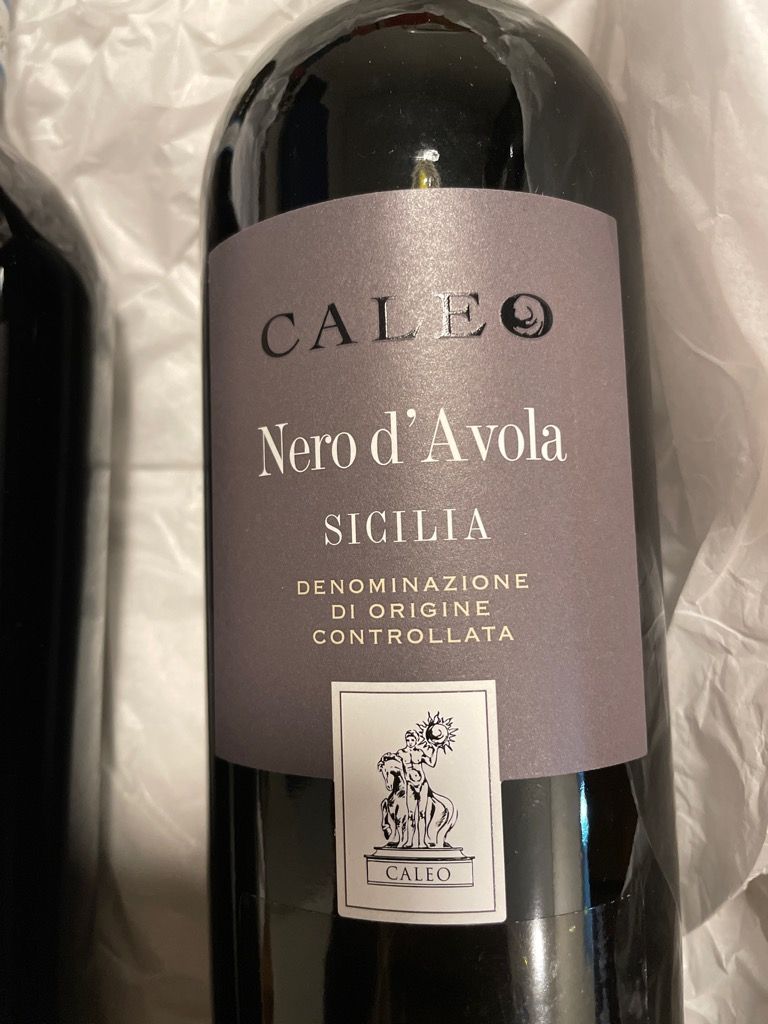 CALEO
Nero d'Avola
SICILIA
DENOMINAZIONE
DI ORIGINE
CONTROLLATA
CALEO